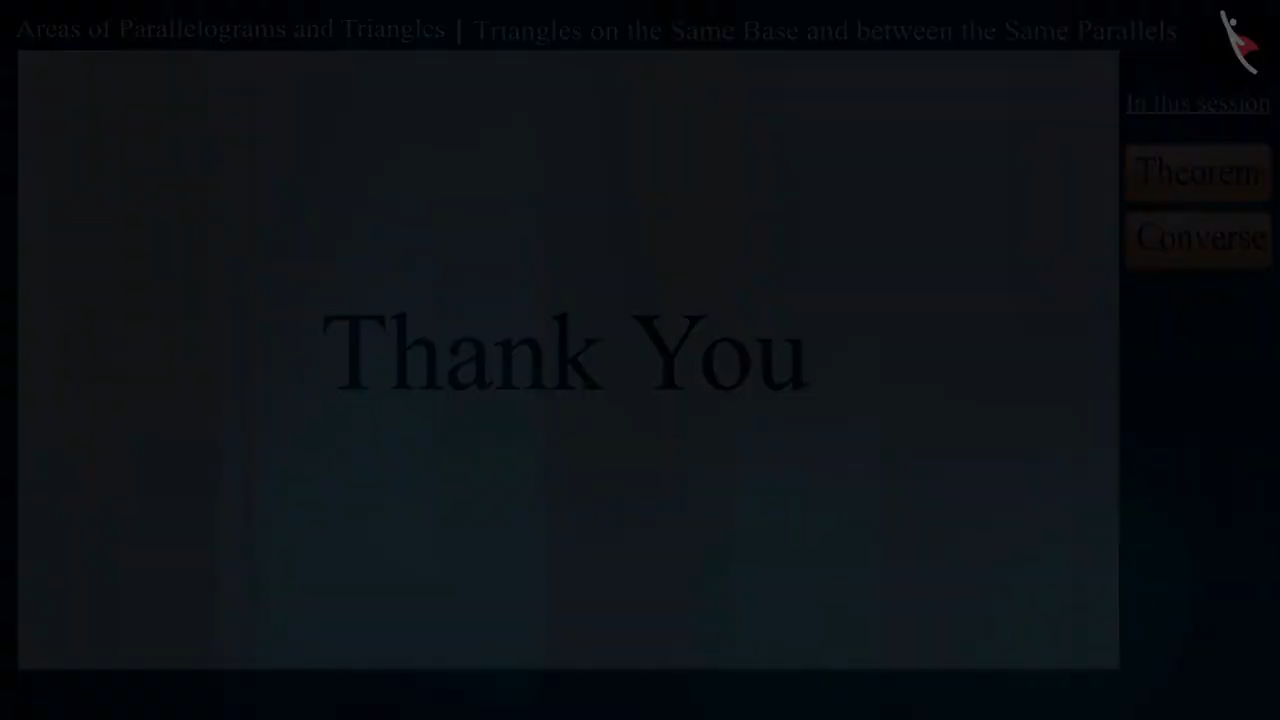 Areas of Parallelograms and Triangles | Triangles on the Same Base and between the Same Parallels
In this session
Theorem
Converse
Thank You